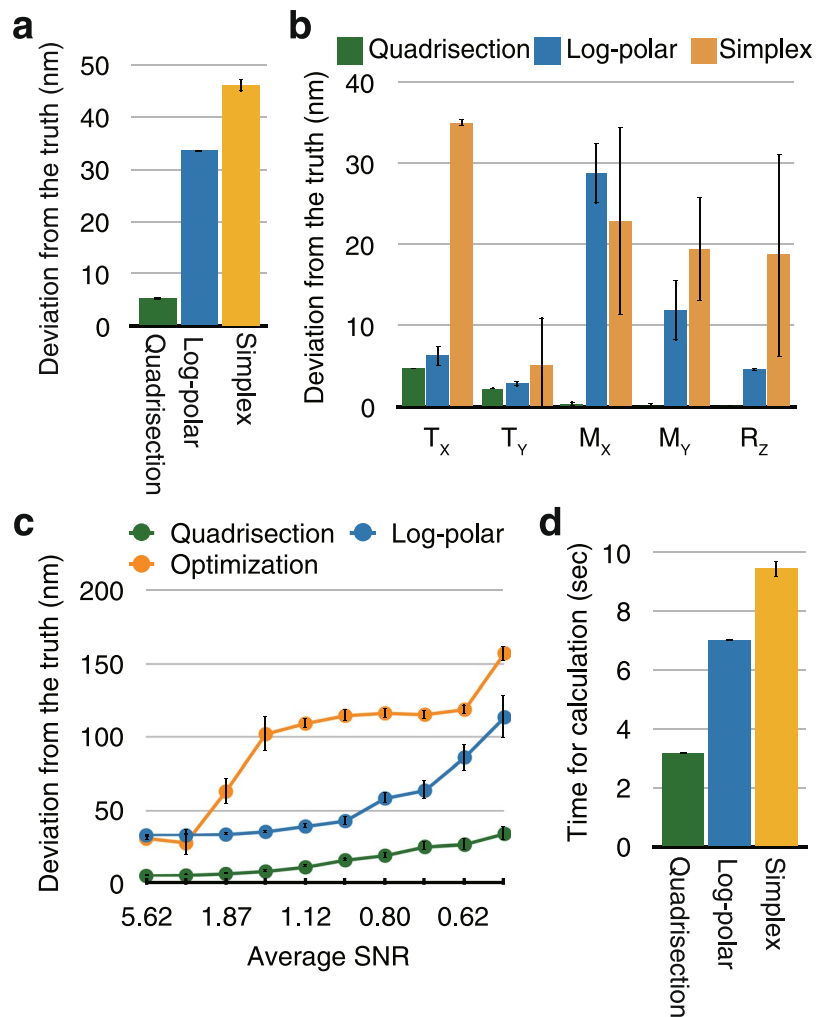 a
Deviation from the truth (nm)
50
40
30
20
10
0
Quadrisection
Log-polar
Simplex
b
Quadrisection Log-polar Simplex
Deviation from the truth (nm)
40
30
20
10
0
TX TY MX MY RZ
c
Quadrisection Log-polar
Optimization
Deviation from the truth (nm)
200
150
100
50
0
5.62 1.87 1.12 0.80 0.62
Average SNR
d
Time for calculation (sec)
10
8
6
4
2
0
Quadrisection
Log-polar
Simplex